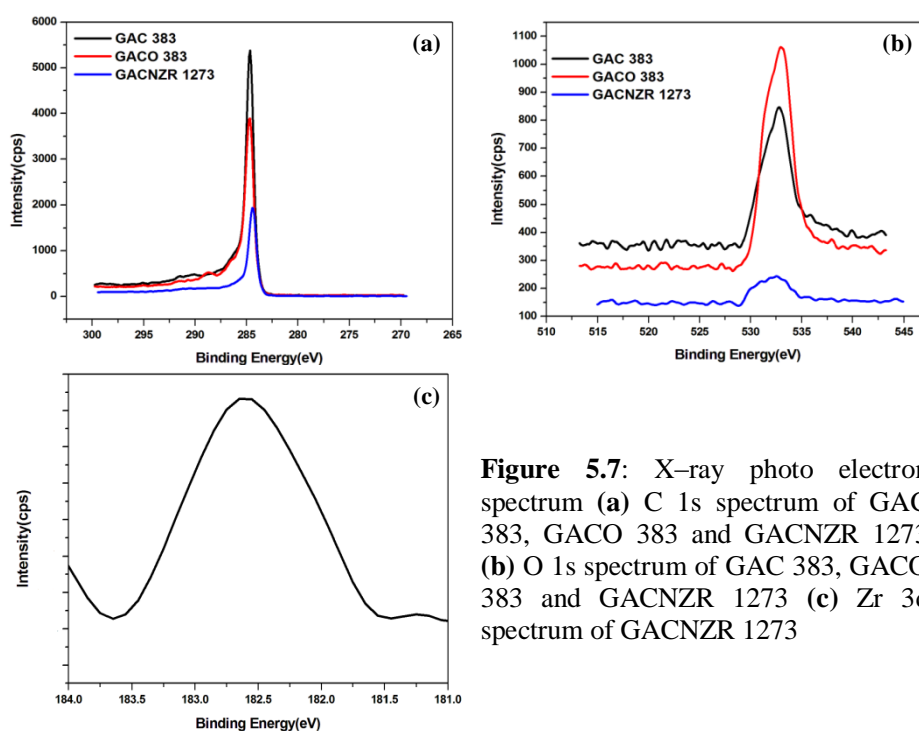 (a)
GAC 383
GACO 383
GACNZR 1273
Intensity(cps)
6000
5000
4000
3000
2000
1000
0
300 295 290 285 280 275 270 265
Binding Energy(eV)
(b)
GAC 383
GACO 383
GACNZR 1273
Intensity(cps)
1100
1000
900
800
700
600
500
400
300
200
100
510 515 520 525 530 535 540 545
Binding Energy(eV)
(c)
Intensity(cps)
184.0 183.5 183.0 182.5 182.0 181.5 181.0
Binding Energy(eV)
Figure 5.7: X–ray photo electron
spectrum (a) C 1s spectrum of GAC
383, GACO 383 and GACNZR 1273
(b) O 1s spectrum of GAC 383, GACO
383 and GACNZR 1273 (c) Zr 3d
spectrum of GACNZR 1273